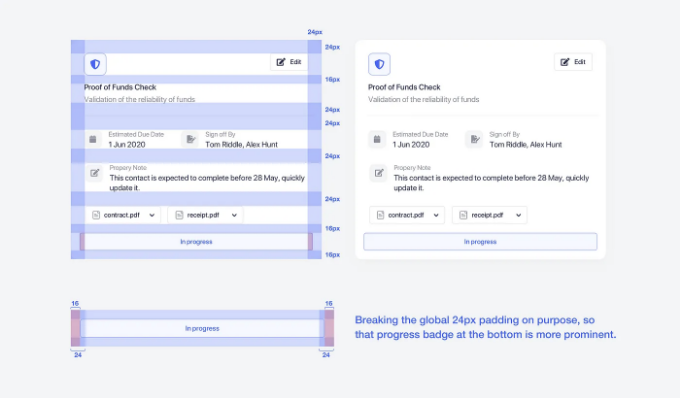 24px
24px
Edit
16px
Proof of Funds Check
Validation of the reliability of funds
24px
24px
Estimated Due Date
1 Jun 2020
Sign off By
Tom Riddle, Alex Hunt
24px
Propery Note
This contact is expected to complete before 28 May, quickly
update it.
24px
contract.pdf
receipt.pdf
16px
In progress
16px
Edit
Proof of Funds Check
Validation of the reliability of funds
Estimated Due Date
1 Jun 2020
Sign off By
Tom Riddle, Alex Hunt
Propery Note
This contact is expected to complete before 28 May, quickly
update it.
contract.pdf
receipt.pdf
In progress
16
16
In progress
24
24
Breaking the global 24px padding on purpose, so
that progress badge at the bottom is more prominent.